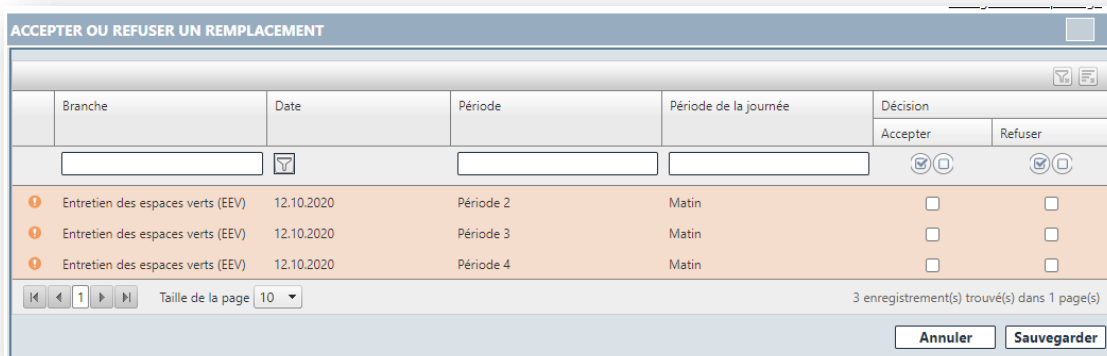 ACCEPTER OU REFUSER UN REMPLACEMENT
Branche Date Période Période de la journée Décision
Accepter Refuser
Entretien des espaces verts (EEV) 12.10.2020 Période 2 Matin
Entretien des espaces verts (EEV) 12.10.2020 Période 3 Matin
Entretien des espaces verts (EEV) 12.10.2020 Période 4 Matin
1 Taille de la page 10 3 enregistrement(s) trouvé(s) dans 1 page(s)
Annuler Sauvegarder